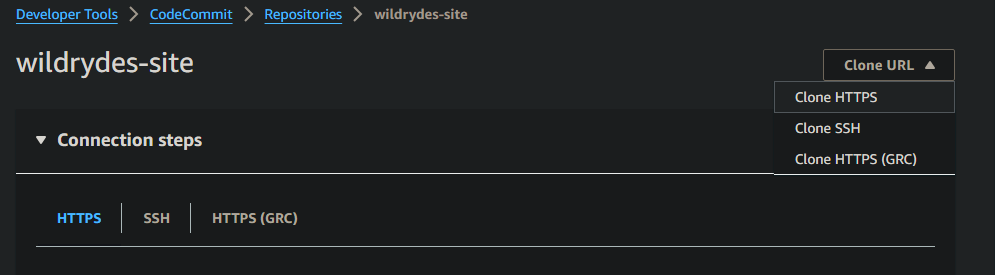 Developer Tools > CodeCommit > Repositories > wildrydes-site
wildrydes-site
Clone URL ▲
Clone HTTPS
Clone SSH
Clone HTTPS (GRC)
▼ Connection steps
HTTPS SSH HTTPS (GRC)